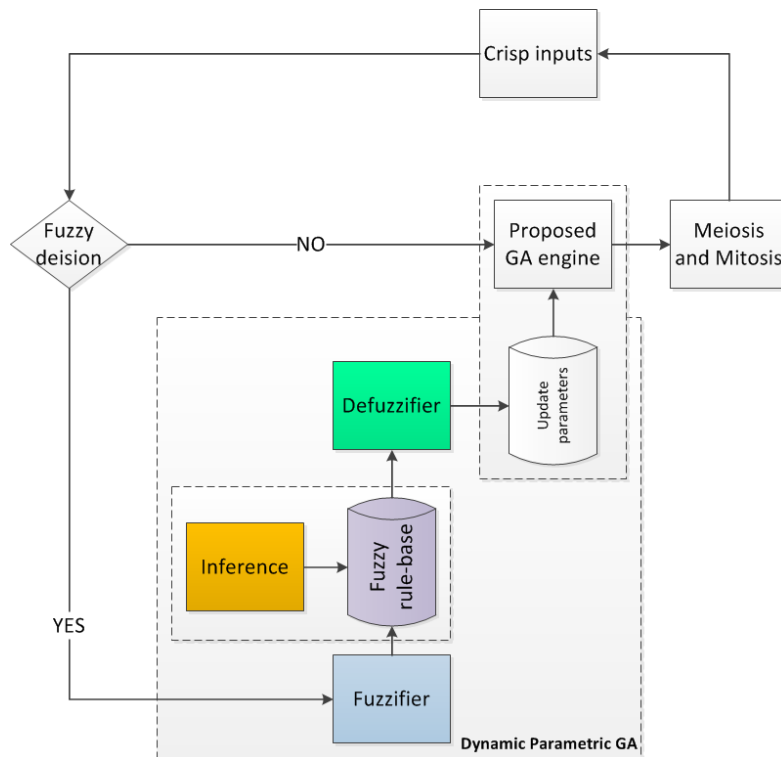 Crisp inputs
Fuzzy
deision
NO
Proposed
GA engine
Meiosis
and Mitosis
Defuzzifier
Update
parameters
Inference
Fuzzy
rule-base
YES
Fuzzifier
Dynamic Parametric GA